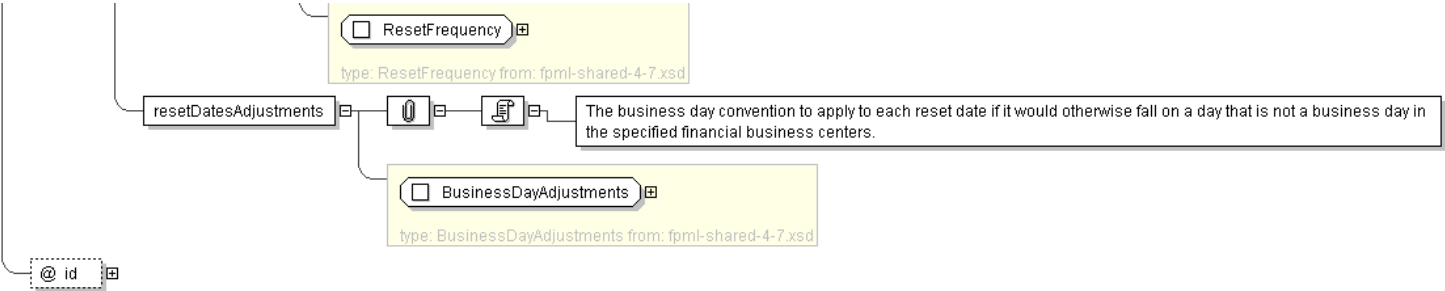 ResetFrequency
type: ResetFrequency from: fpml-shared-4-7.xsd
resetDatesAdjustments
The business day convention to apply to each reset date if it would otherwise fall on a day that is not a business day in
the specified financial business centers.
BusinessDayAdjustments
type: BusinessDayAdjustments from: fpml-shared-4-7.xsd
@ id